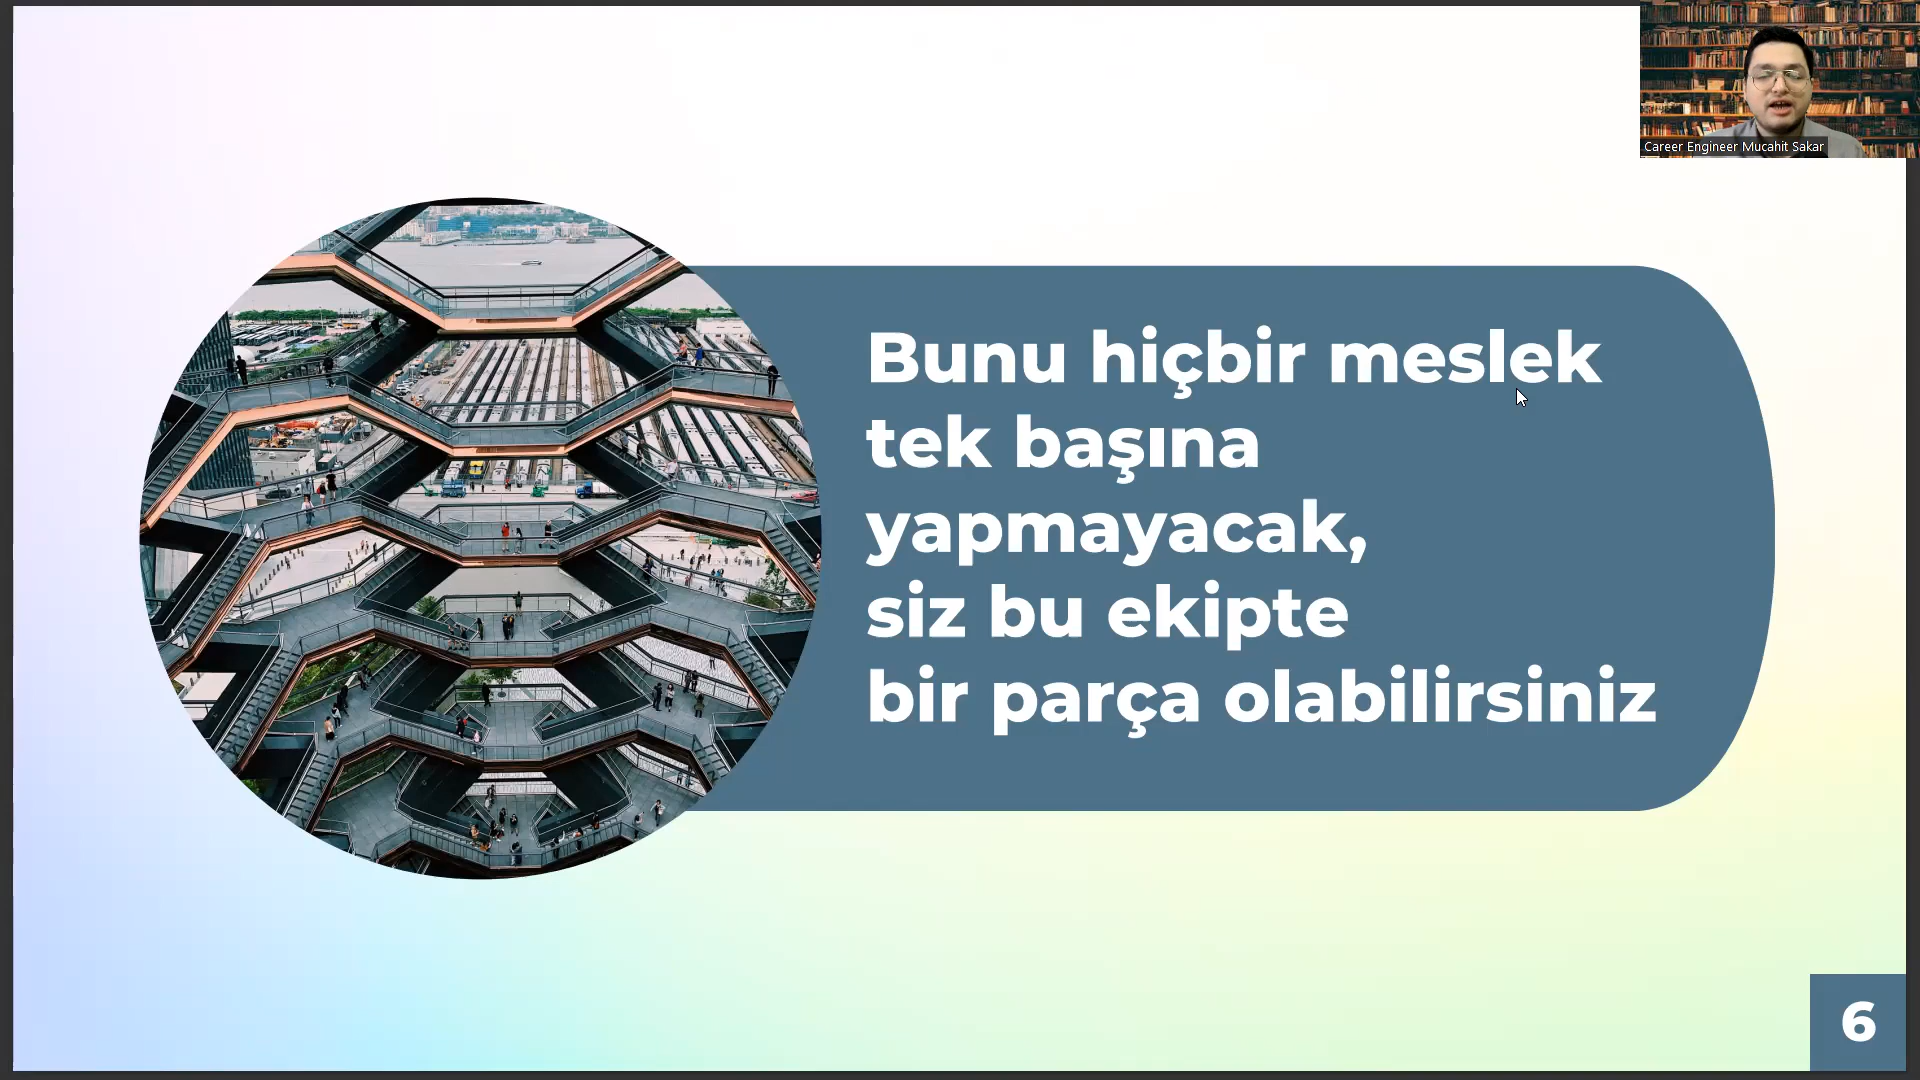 Career Engineer Mucahit Sakar
Bunu hiçbir meslek
tek başına
yapmayacak,
siz bu ekipte
bir parça olabilirsiniz
6